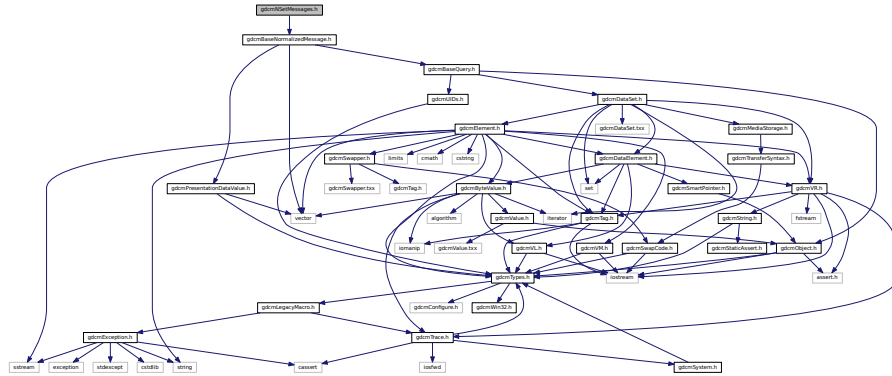 gdcmNSetMessages.h
gdcmBaseNormalizedMessage.h
gdcmBaseQuery.h
gdcmUIDs.h
gdcmDataSet.h
gdcmElement.h
gdcmDataSet.txx
gdcmMediaStorage.h
gdcmSwapper.h
limits
cmath
cstring
gdcmDataElement.h
gdcmTransferSyntax.h
gdcmPresentationDataValue.h
gdcmSwapper.txx
gdcmTag.h
gdcmByteValue.h
set
gdcmSmartPointer.h
gdcmVR.h
vector
algorithm
gdcmValue.h
iterator
gdcmTag.h
gdcmString.h
fstream
iomanip
gdcmValue.txx
gdcmVL.h
gdcmVM.h
gdcmSwapCode.h
gdcmStaticAssert.h
gdcmObject.h
gdcmTypes.h
iostream
assert.h
gdcmLegacyMacro.h
gdcmConfigure.h
gdcmWin32.h
gdcmException.h
gdcmTrace.h
sstream
exception
stdexcept
cstdlib
string
cassert
iosfwd
gdcmSystem.h